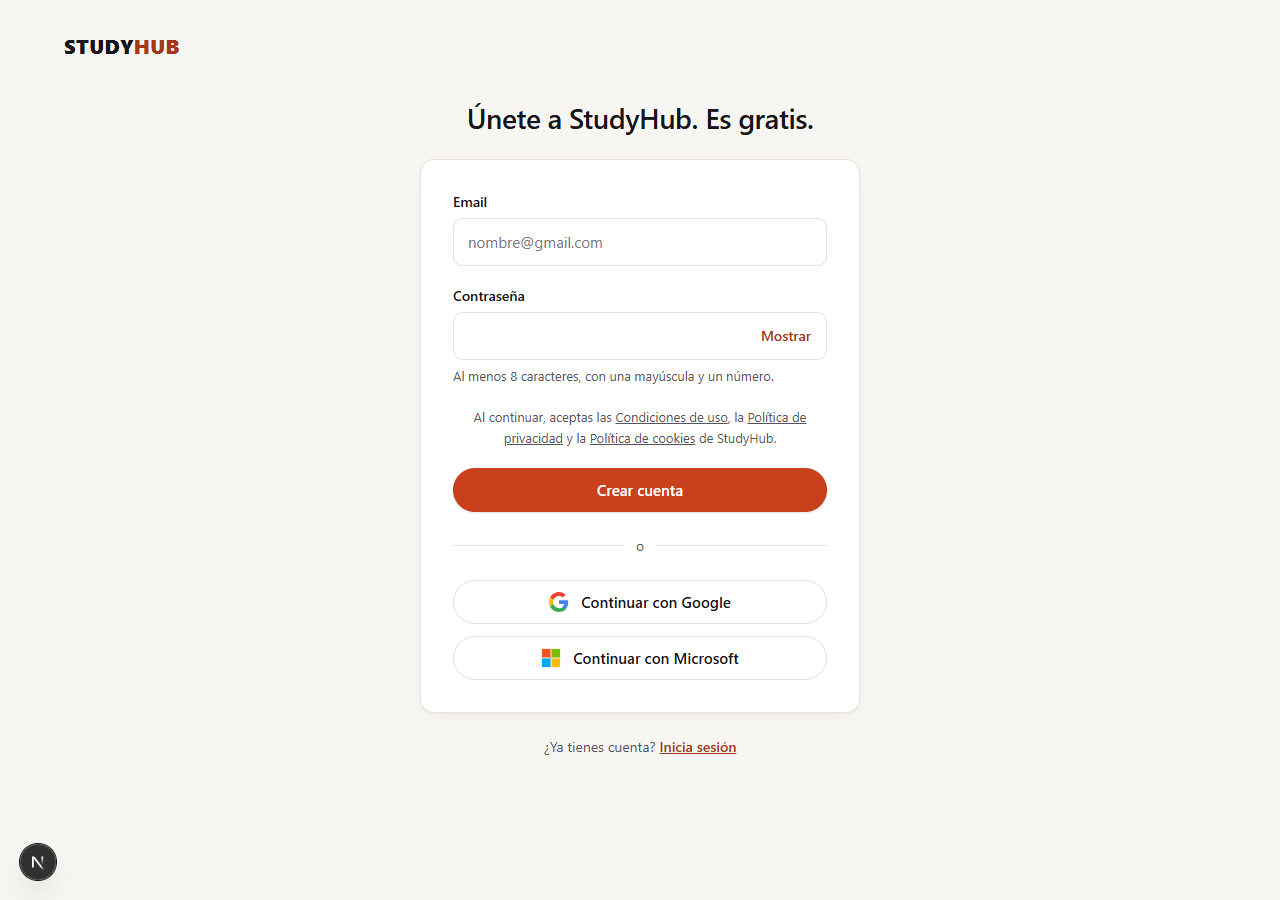 STUDYHUB
Únete a StudyHub. Es gratis.
Email
nombre@gmail.com
Contraseña
Mostrar
Al menos 8 caracteres, con una mayúscula y un número.
Al continuar, aceptas las Condiciones de uso, la Política de
privacidad y la Política de cookies de StudyHub.
Crear cuenta
o
Continuar con Google
Continuar con Microsoft
¿Ya tienes cuenta? Inicia sesión
N